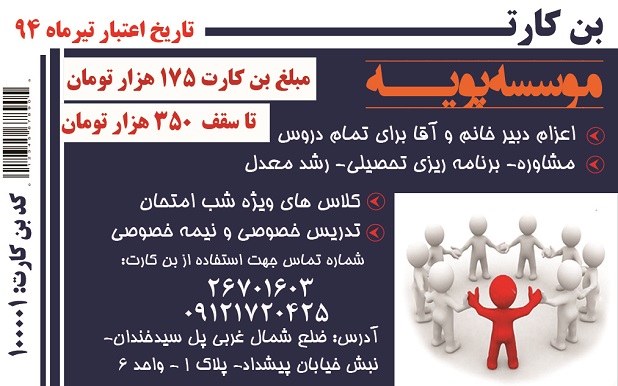 بن کارت
تاریخ اعتبار تیرماه ۹۴
موسسه پویه
مبلغ بن کارت ۱۷۵ هزار تومان
تا سقف ۳۵۰ هزار تومان
اعزام دبیر خانم و آقا برای تمام دروس
مشاوره- برنامه ریزی تحصیلی- رشد معدل
کلاس های ویژه شب امتحان
تدریس خصوصی و نیمه خصوصی
شماره تماس جهت استفاده از بن کارت:
۲۶۷۰۱۶۰۳
۰۹۱۲۱۷۲۰۴۲۵
آدرس: ضلع شمال غربی پل سیدخندان-
نبش خیابان پیشداد- پلاک ۱- واحد ۶
کد بن کارت: ۱۰۰۰۰۱